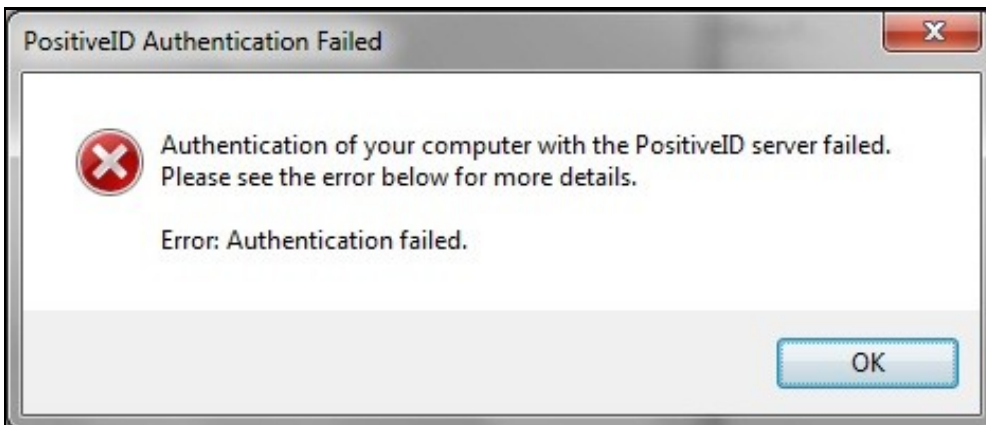 PositiveID Authentication Failed
Authentication of your computer with the PositiveID server failed.
Please see the error below for more details.
Error: Authentication failed.
OK